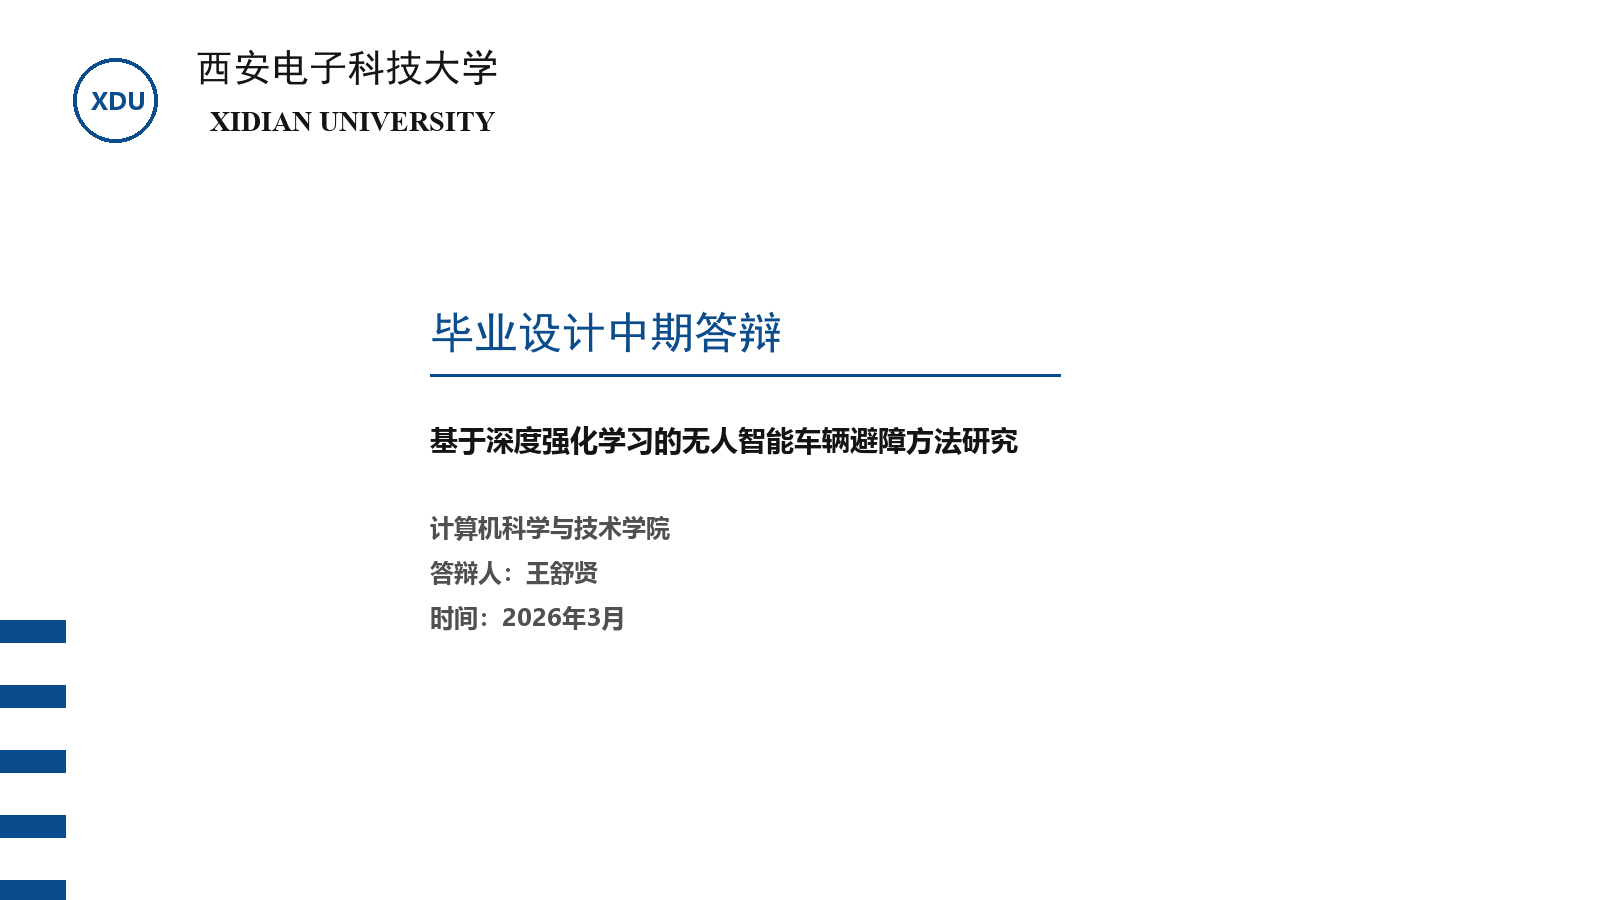 XDU
西安电子科技大学
XIDIAN UNIVERSITY
毕业设计中期答辩
基于深度强化学习的无人智能车辆避障方法研究
计算机科学与技术学院
答辩人：王舒贤
时间：2026年3月